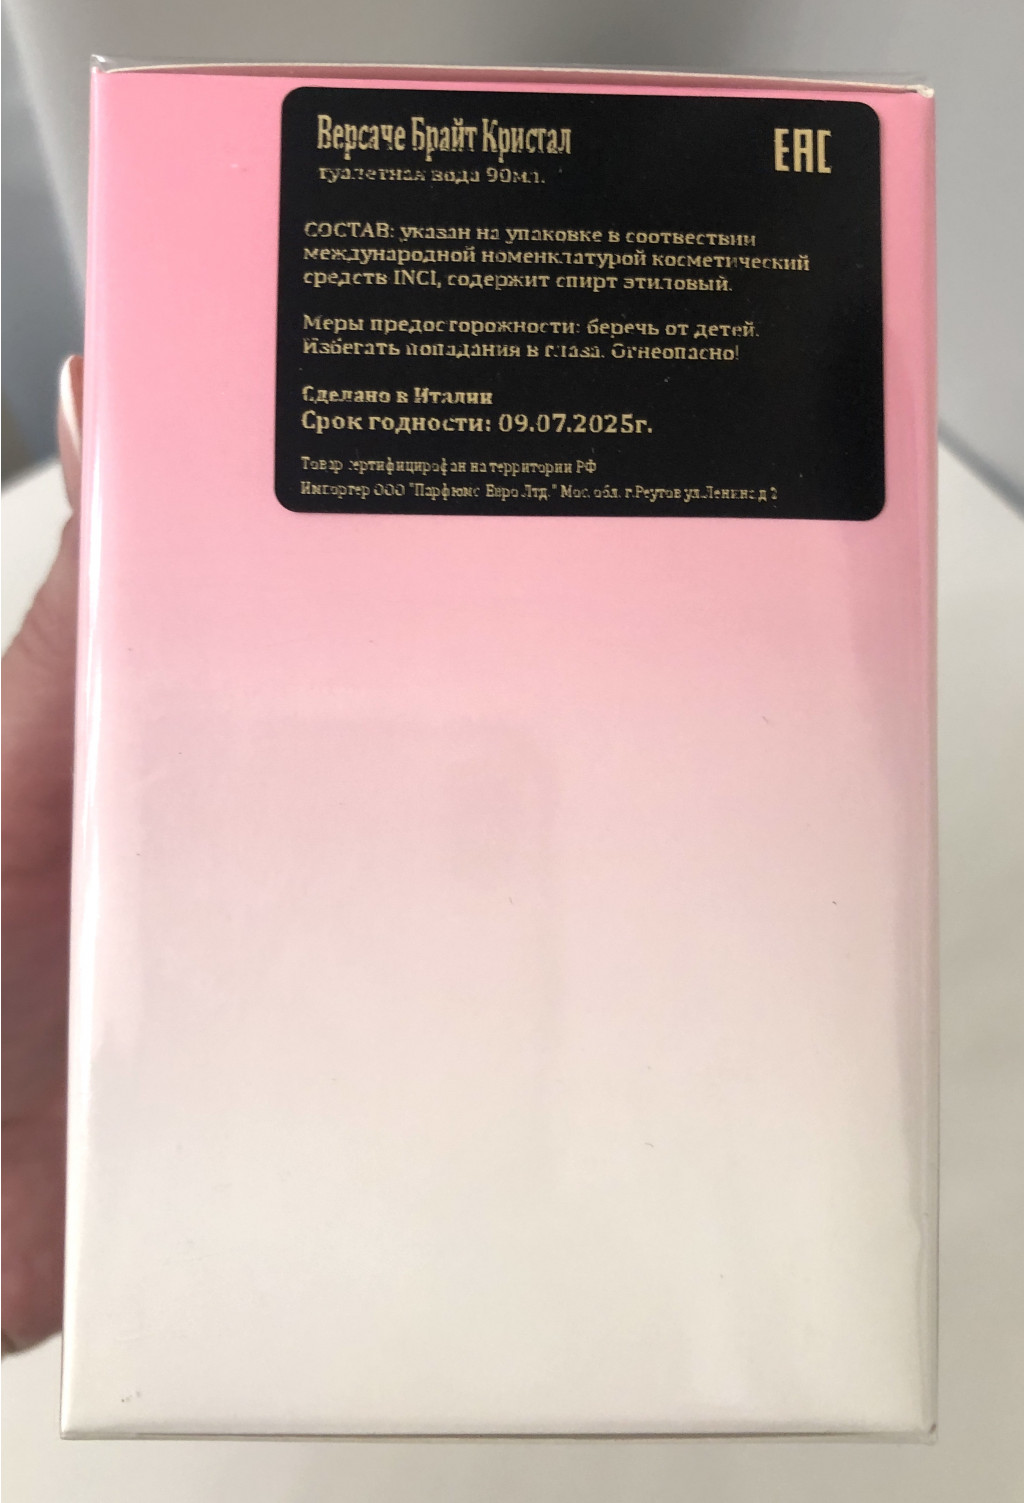 Версаче Брайт Кристал
EAC
туалетная вода 90мл.
СОСТАВ: указан на упаковке в соотвествии
международной номенклатурой косметический
средств INCI, содержит спирт этиловый.
Меры предосторожности: беречь от детей.
Избегать попадания в глаза. Огнеопасно!
Сделано в Италии
Срок годности: 09.07.2025г.
Товар сертифицирован на территории РФ
Импортер ООО "Парфюмс Евро Лтд." Мос. обл. г.Реутов ул.Ленина д 2